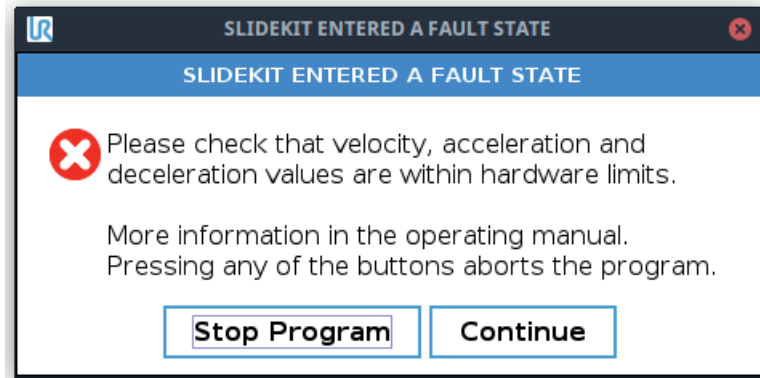 UR
SLIDEKIT ENTERED A FAULT STATE
SLIDEKIT ENTERED A FAULT STATE
Please check that velocity, acceleration and
deceleration values are within hardware limits.
More information in the operating manual.
Pressing any of the buttons aborts the program.
Stop Program
Continue